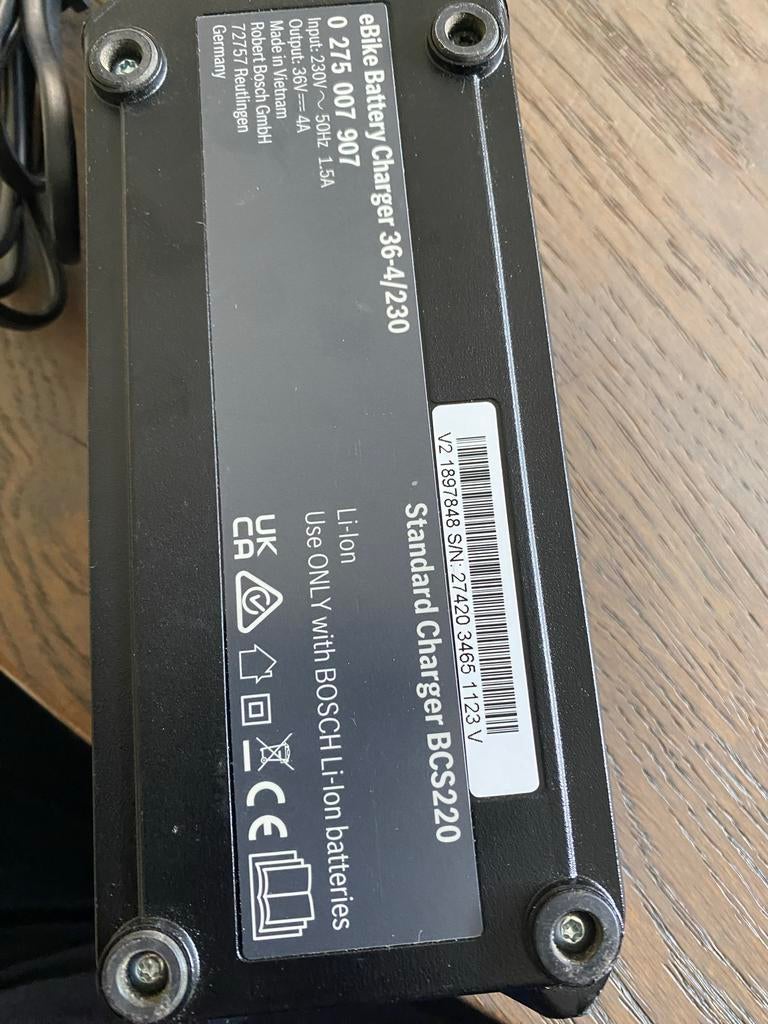 eBike Battery Charger 36-4/230
0 275 007 907
Input: 230V ~ 50Hz 1.5A
Output: 36V ⎓ 4A
Made in Vietnam
Robert Bosch GmbH
72757 Reutlingen
Germany
V2 1897848 S/N: 27420 3465 1123 V
Standard Charger BCS220
Li-Ion
Use ONLY with BOSCH Li-Ion batteries
UK
CA
CE